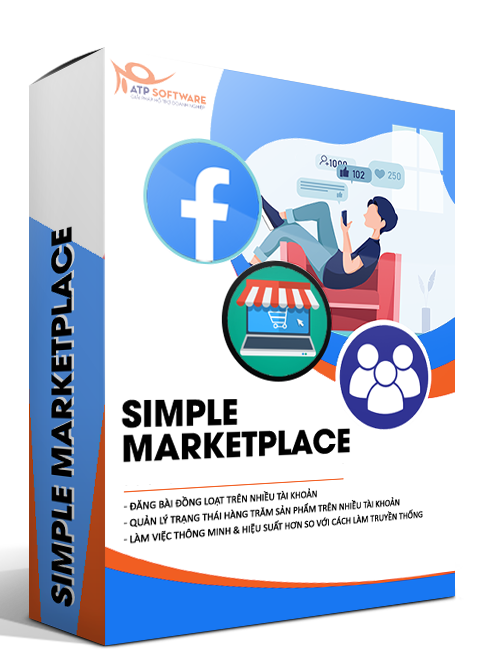 ATP SOFTWARE
GIẢI PHÁP HỖ TRỢ DOANH NGHIỆP
1000
102
250
SIMPLE MARKETPLACE
SIMPLE
MARKETPLACE
- ĐĂNG BÀI ĐỒNG LOẠT TRÊN NHIỀU TÀI KHOẢN
- QUẢN LÝ TRẠNG THÁI HÀNG TRĂM SẢN PHẨM TRÊN NHIỀU TÀI KHOẢN
- LÀM VIỆC THÔNG MINH & HIỆU SUẤT HƠN SO VỚI CÁCH LÀM TRUYỀN THỐNG